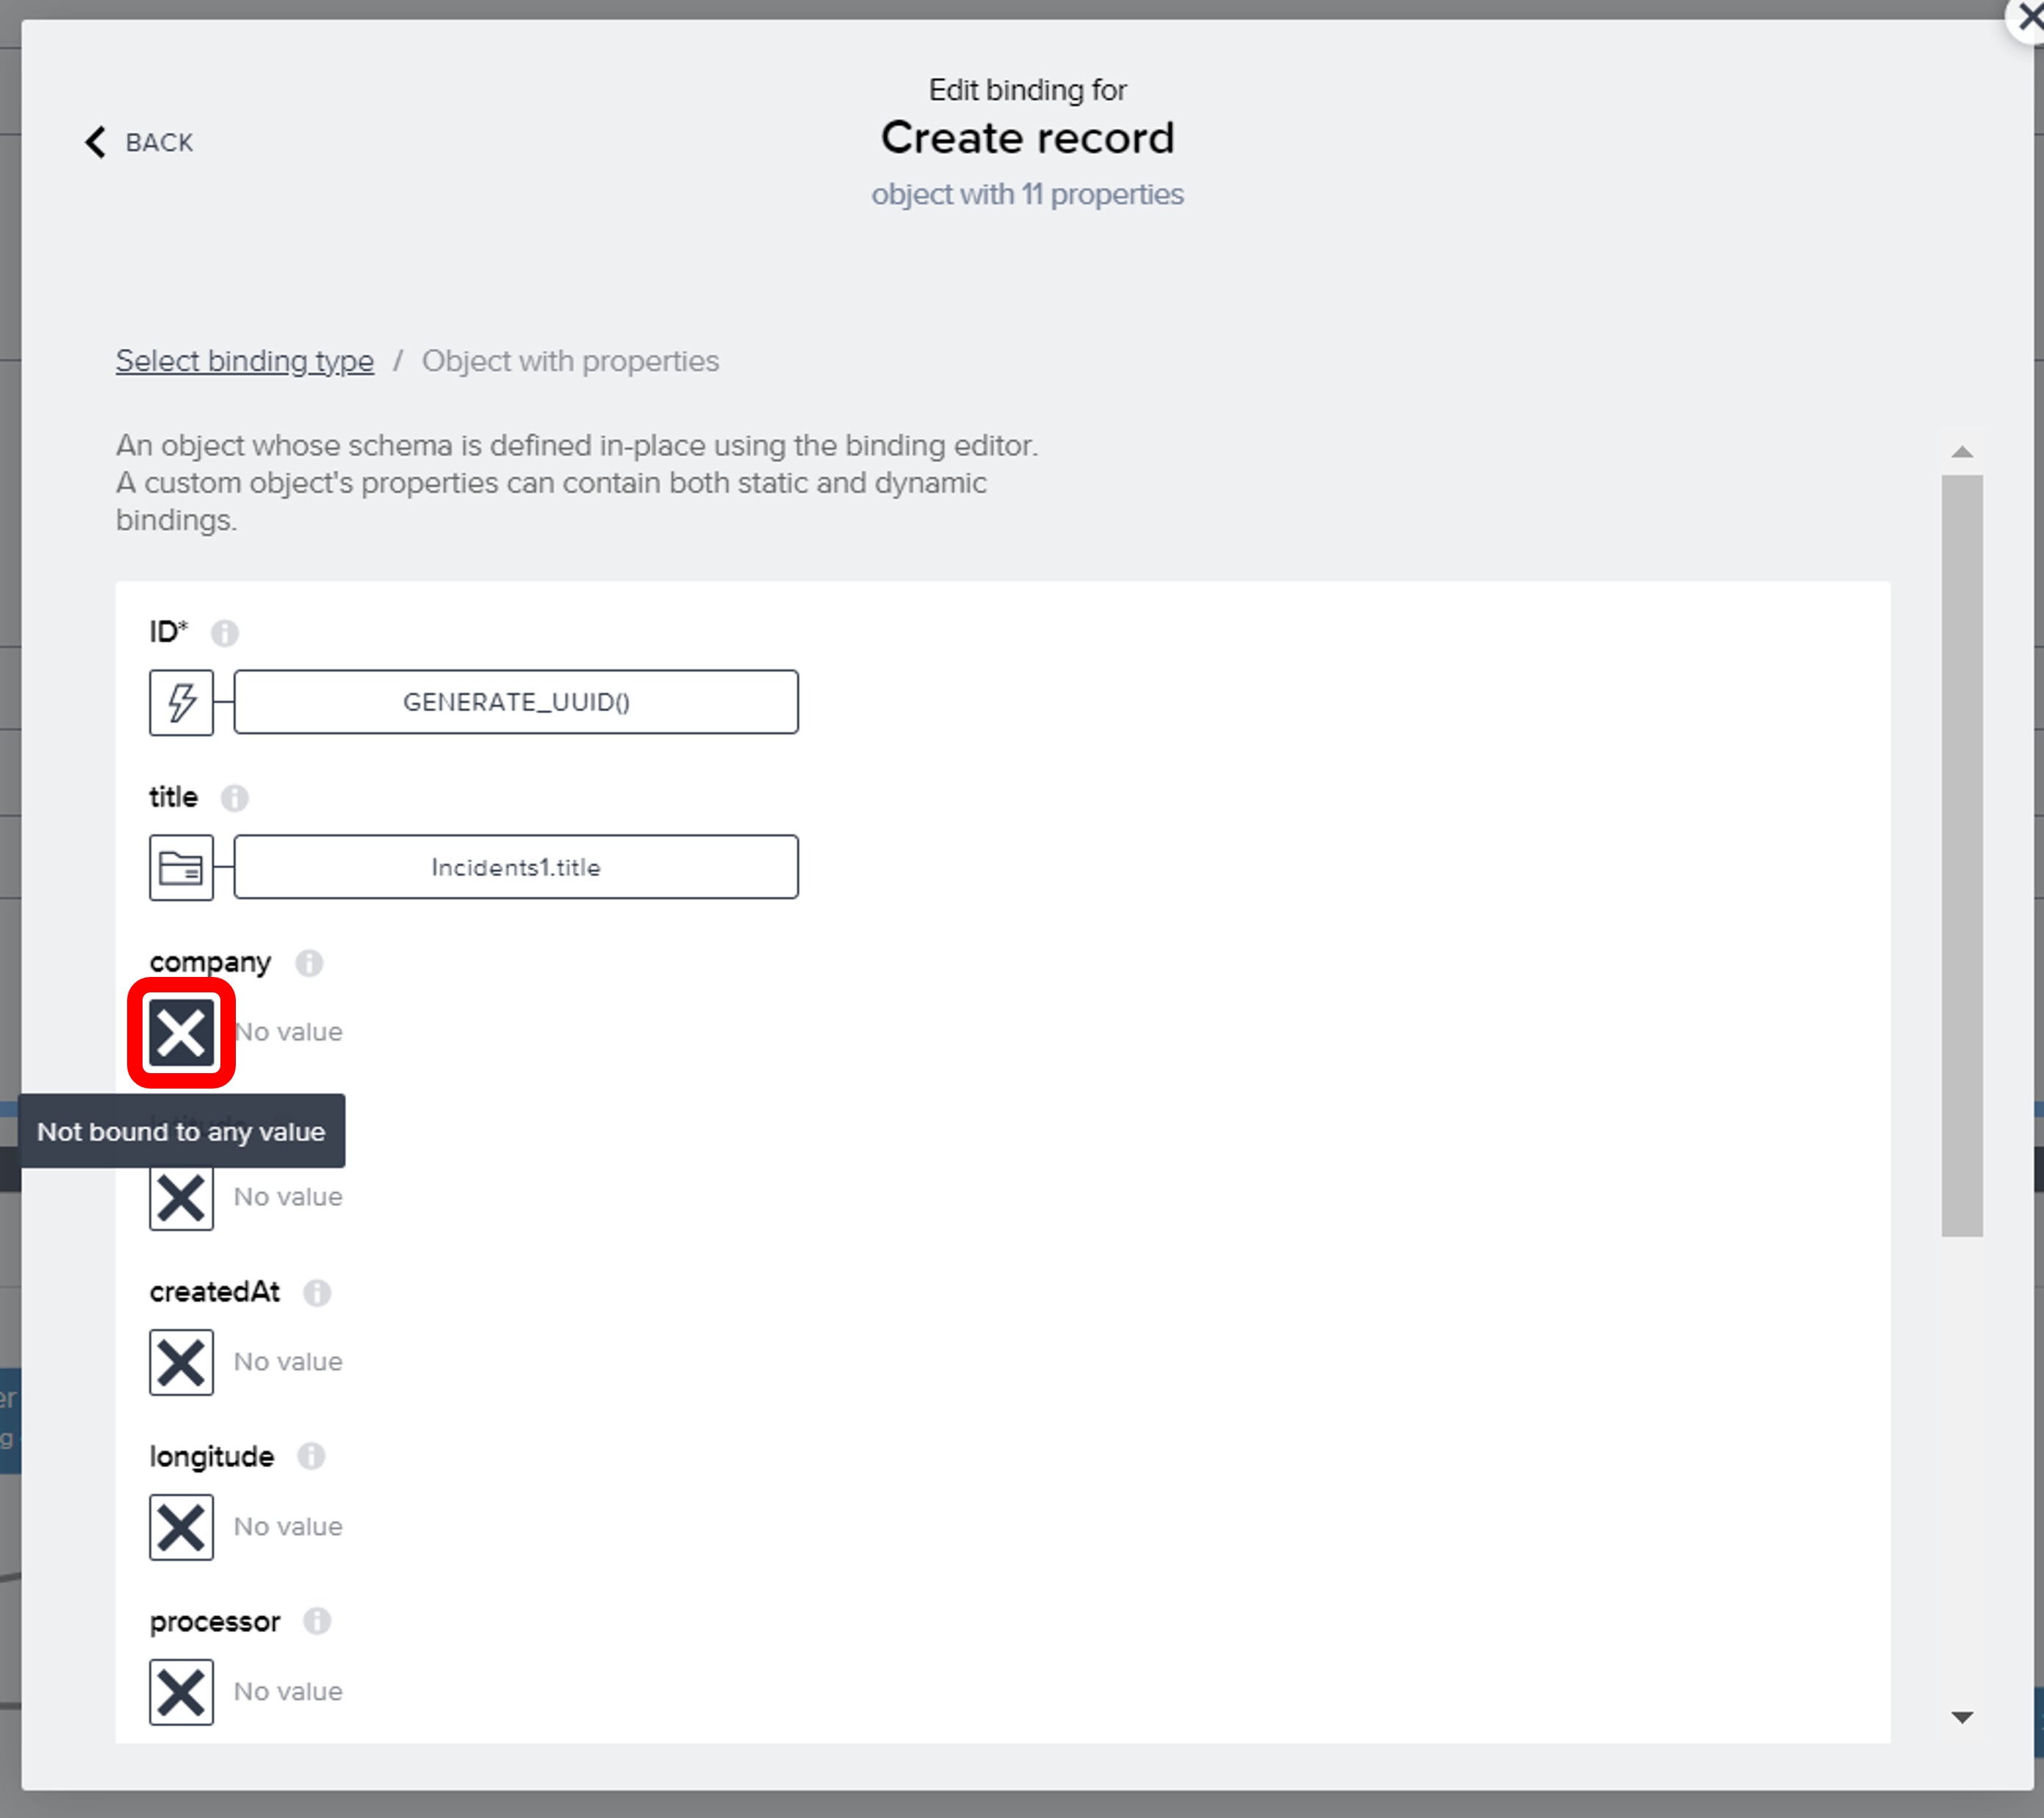 Edit binding for
BACK
Create record
object with 11 properties
Select binding type / Object with properties
An object whose schema is defined in-place using the binding editor.
A custom object's properties can contain both static and dynamic
bindings.
ID*
GENERATE_UUID()
title
Incidents1.title
company
No value
Not bound to any value
No value
createdAt
No value
longitude
No value
processor
No value
er
g